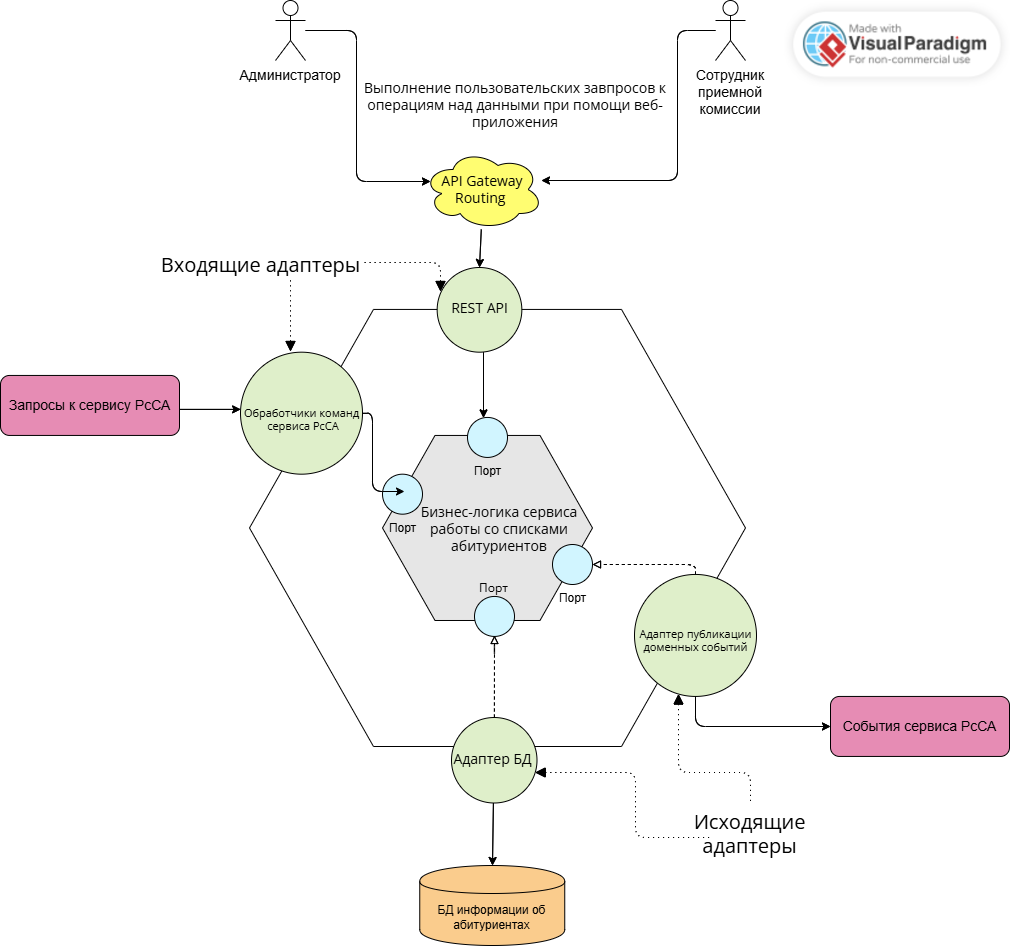 Made with
Visual Paradigm
For non-commercial use
Администратор
Сотрудник
приемной
комиссии
Выполнение пользовательских завпросов к
операциям над данными при помощи веб-
приложения
API Gateway
Routing
Входящие адаптеры
REST API
Запросы к сервису РсСА
Обработчики команд
сервиса РсСА
Порт
Порт
Бизнес-логика сервиса
работы со списками
абитуриентов
Порт
Порт
Адаптер публикации
доменных событий
События сервиса РсСА
Адаптер БД
Исходящие
адаптеры
БД информации об
абитуриентах